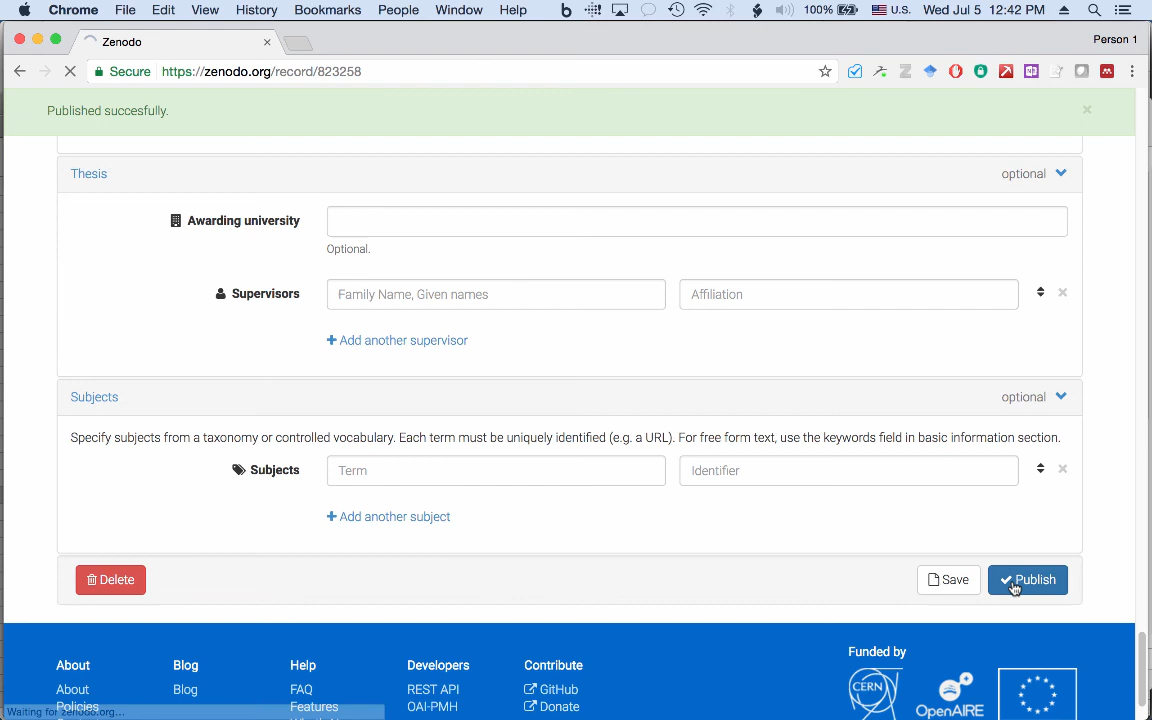 Chrome File Edit View History Bookmarks People Window Help 100% U.S. Wed Jul 5 12:42 PM
Zenodo Person 1
Secure https://zenodo.org/record/823258
Published succesfully.
Thesis optional
Awarding university
Optional.
Supervisors Family Name, Given names Affiliation
Add another supervisor
Subjects optional
Specify subjects from a taxonomy or controlled vocabulary. Each term must be uniquely identified (e.g. a URL). For free form text, use the keywords field in basic information section.
Subjects Term Identifier
Add another subject
Delete Save Publish
Funded by
About Blog Help Developers Contribute
About Blog FAQ REST API GitHub
Policies Features OAI-PMH Donate
CERN OpenAIRE
Waiting for zenodo.org...